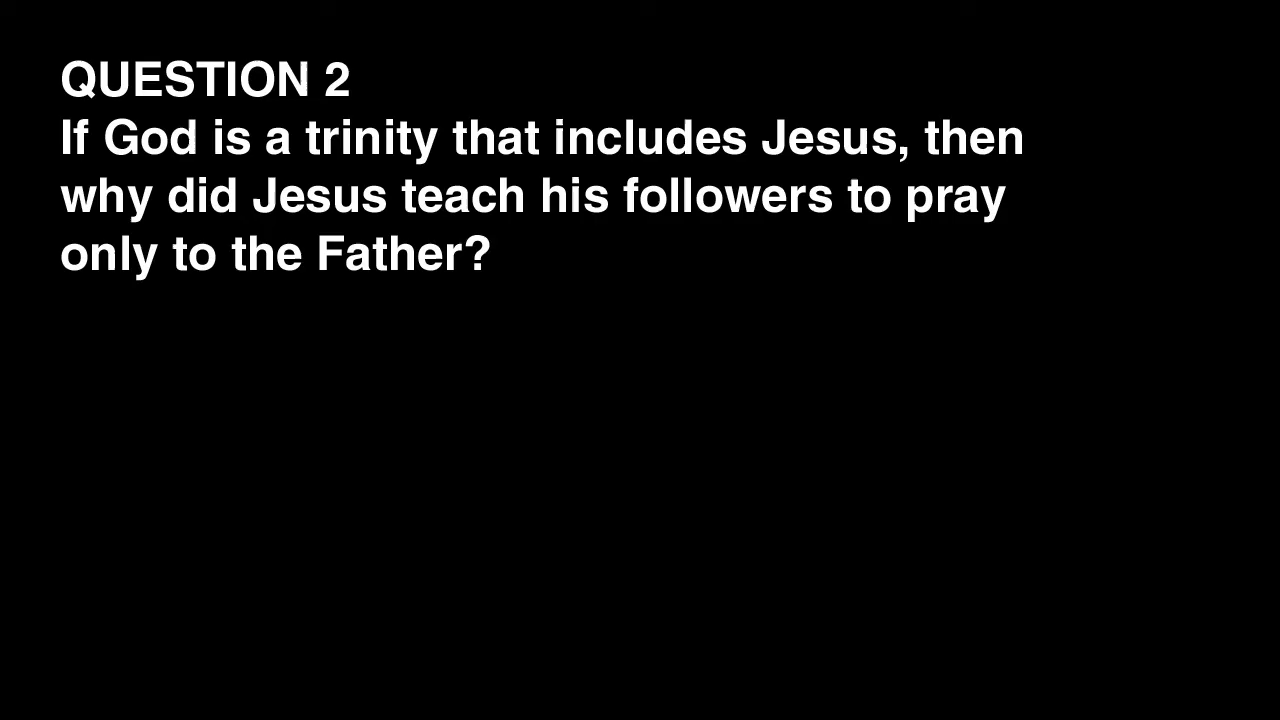 QUESTION 2
If God is a trinity that includes Jesus, then
why did Jesus teach his followers to pray
only to the Father?